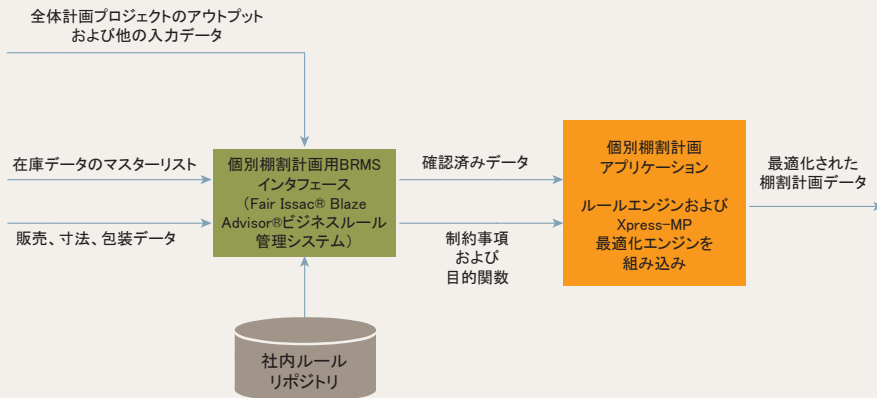 全体計画プロジェクトのアウトプット
および他の入力データ
在庫データのマスターリスト
販売、寸法、包装データ
個別棚割計画用BRMS
インタフェース
(Fair Issac® Blaze
Advisor®ビジネスルール
管理システム)
社内ルール
リポジトリ
確認済みデータ
制約事項
および
目的関数
個別棚割計画
アプリケーション
ルールエンジンおよび
Xpress-MP
最適化エンジンを
組み込み
最適化された
棚割計画データ